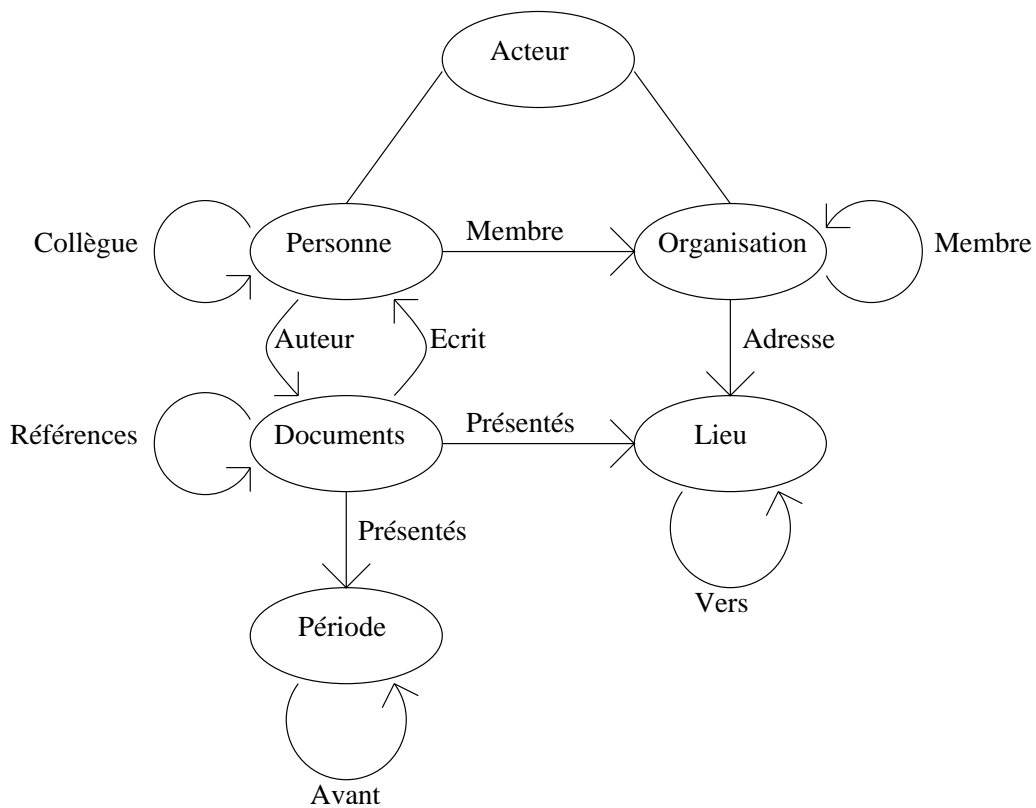 Acteur
Collègue
Personne
Membre
Organisation
Membre
Auteur
Ecrit
Adresse
Références
Documents
Présentés
Lieu
Présentés
Vers
Période
Avant